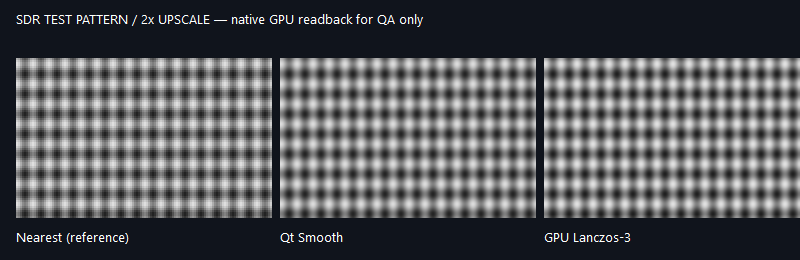 SDR TEST PATTERN / 2x UPSCALE — native GPU readback for QA only
Nearest (reference)
Qt Smooth
GPU Lanczos-3